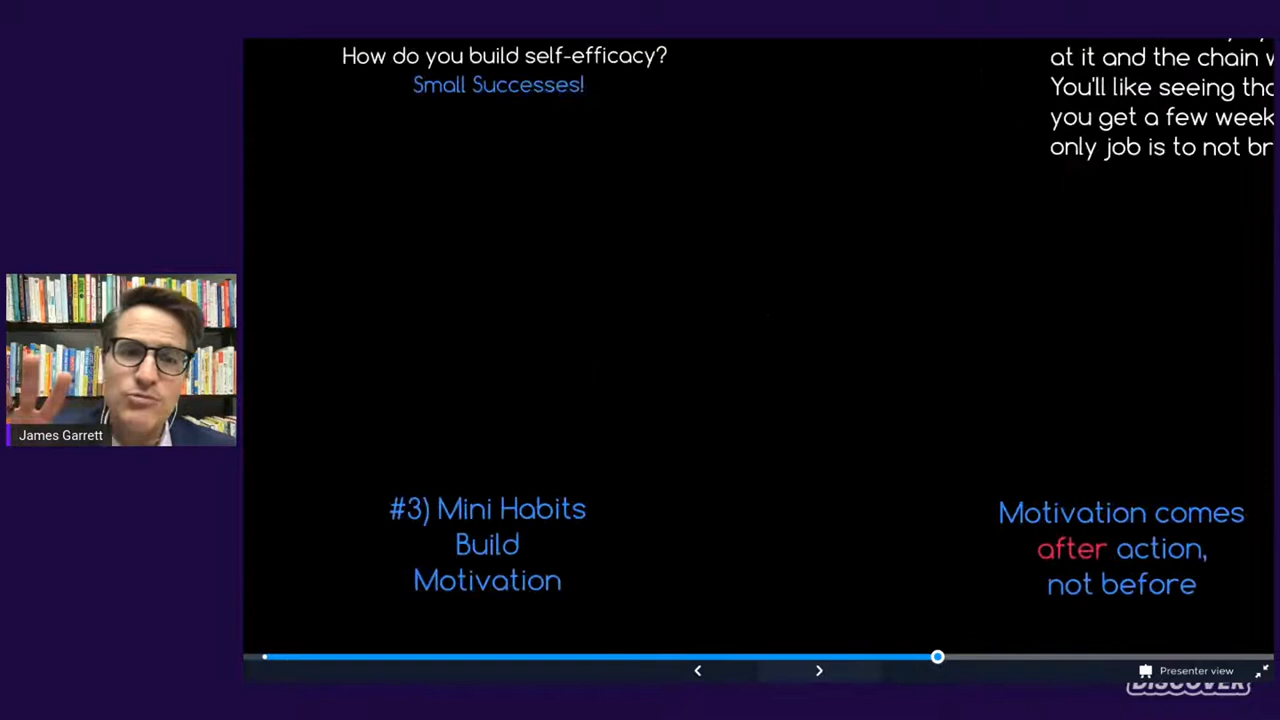 How do you build self-efficacy?
Small Successes!
at it and the chain
You'll like seeing
you get a few
only job is to not
James Garrett
#3) Mini Habits
Build
Motivation
Motivation comes
after action,
not before
Presenter view
DISCOVER